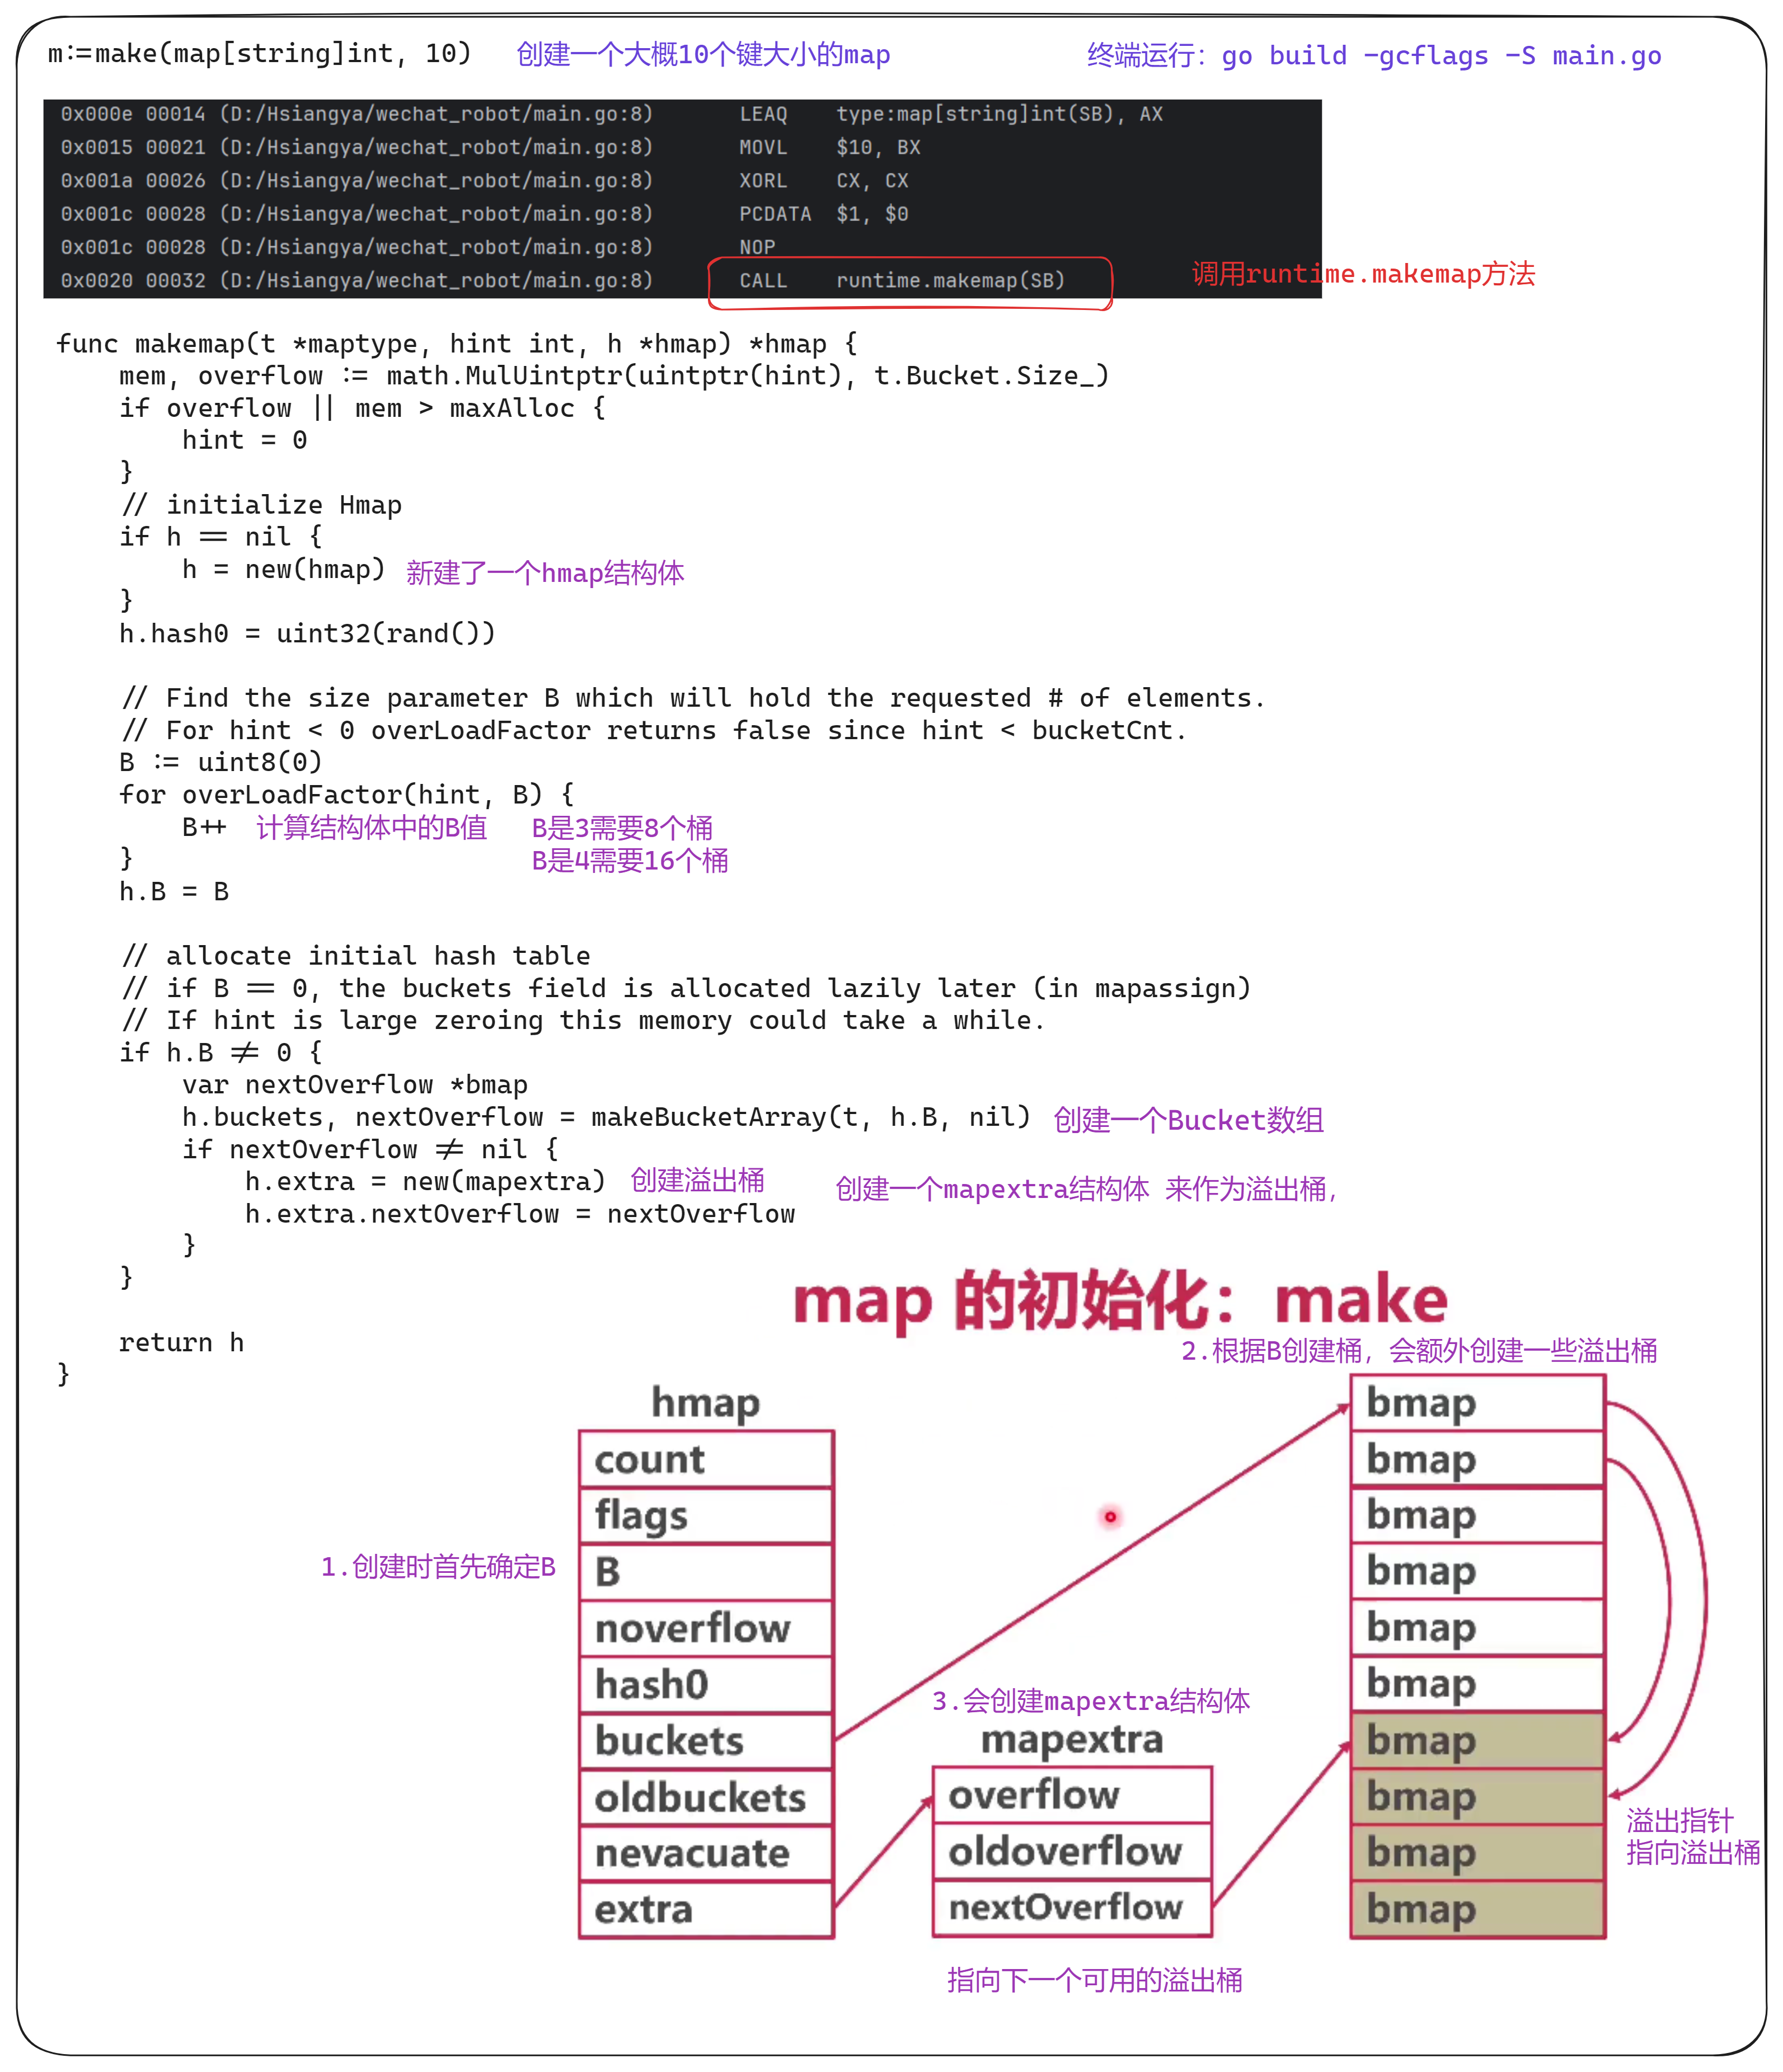 m:=make(map[string]int, 10)    创建一个大概10个键大小的map    终端运行：go build -gcflags -S main.go
0x000e 00014 (D:/Hsiangya/wechat_robot/main.go:8)    LEAQ    type:map[string]int(SB), AX
0x0015 00021 (D:/Hsiangya/wechat_robot/main.go:8)    MOVL    $10, BX
0x001a 00026 (D:/Hsiangya/wechat_robot/main.go:8)    XORL    CX, CX
0x001c 00028 (D:/Hsiangya/wechat_robot/main.go:8)    PCDATA  $1, $0
0x001c 00028 (D:/Hsiangya/wechat_robot/main.go:8)    NOP
0x0020 00032 (D:/Hsiangya/wechat_robot/main.go:8)    CALL    runtime.makemap(SB)
调用runtime.makemap方法
func makemap(t *maptype, hint int, h *hmap) *hmap {
    mem, overflow := math.MulUintptr(uintptr(hint), t.Bucket.Size_)
    if overflow || mem > maxAlloc {
        hint = 0
    }
    // initialize Hmap
    if h == nil {
        h = new(hmap)    新建了一个hmap结构体
    }
    h.hash0 = uint32(rand())
    // Find the size parameter B which will hold the requested # of elements.
    // For hint < 0 overLoadFactor returns false since hint < bucketCnt.
    B := uint8(0)
    for overLoadFactor(hint, B) {
        B++    计算结构体中的B值    B是3需要8个桶
    }    B是4需要16个桶
    h.B = B
    // allocate initial hash table
    // if B == 0, the buckets field is allocated lazily later (in mapassign)
    // If hint is large zeroing this memory could take a while.
    if h.B != 0 {
        var nextOverflow *bmap
        h.buckets, nextOverflow = makeBucketArray(t, h.B, nil)    创建一个Bucket数组
        if nextOverflow != nil {
            h.extra = new(mapextra)    创建溢出桶    创建一个mapextra结构体 来作为溢出桶,
            h.extra.nextOverflow = nextOverflow
        }
    }
    return h
}
map 的初始化：make
2.根据B创建桶，会额外创建一些溢出桶
hmap
count
flags
1.创建时首先确定B
B
noverflow
hash0
buckets
oldbuckets
nevacuate
extra
3.会创建mapextra结构体
mapextra
overflow
oldoverflow
nextOverflow
指向下一个可用的溢出桶
bmap
bmap
bmap
bmap
bmap
bmap
bmap
bmap
bmap
bmap
溢出指针
指向溢出桶